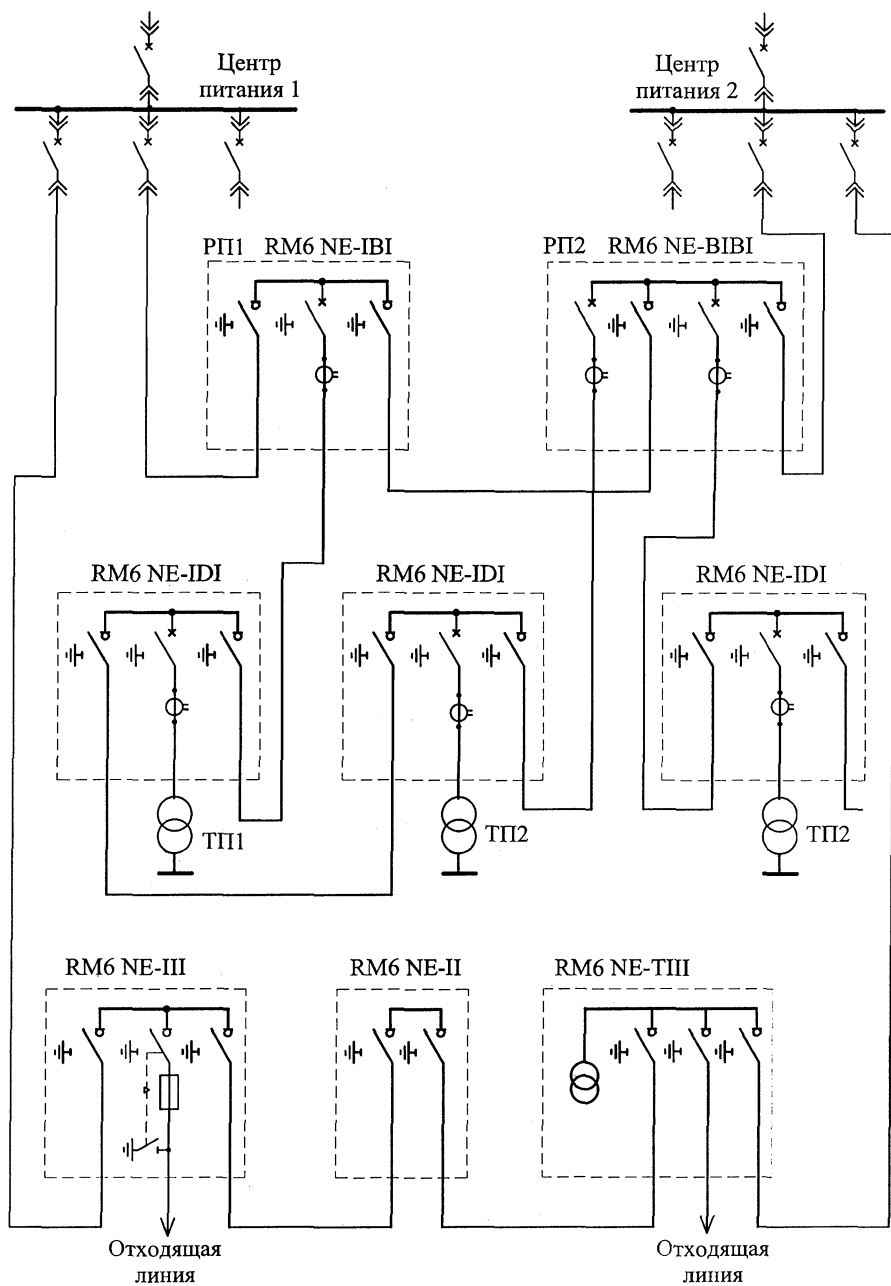 Центр
питания 1
Центр
питания 2
РП1 RM6 NE-IBI
РП2 RM6 NE-BIBI
RM6 NE-IDI
RM6 NE-IDI
RM6 NE-IDI
ТП1
ТП2
ТП2
RM6 NE-III
RM6 NE-II
RM6 NE-TIII
Отходящая
линия
Отходящая
линия